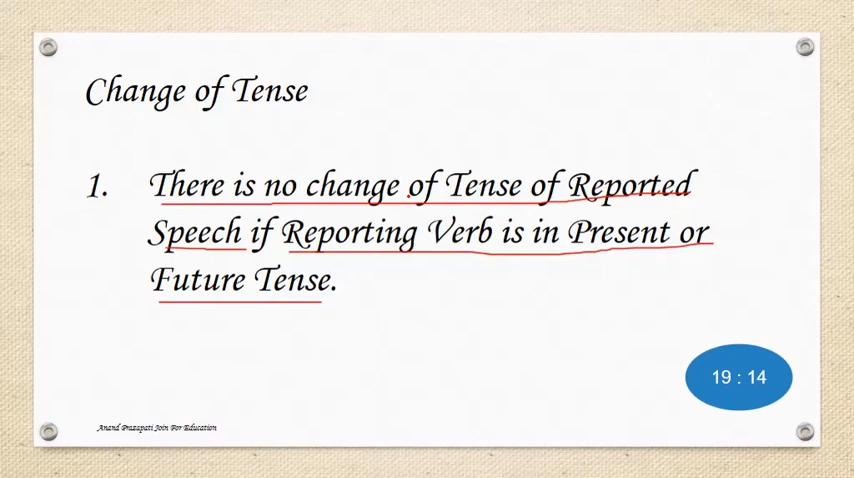 Change of Tense
1. There is no change of Tense of Reported
Speech if Reporting Verb is in Present or
Future Tense.
19 : 14
Anand Prazapati Join For Education